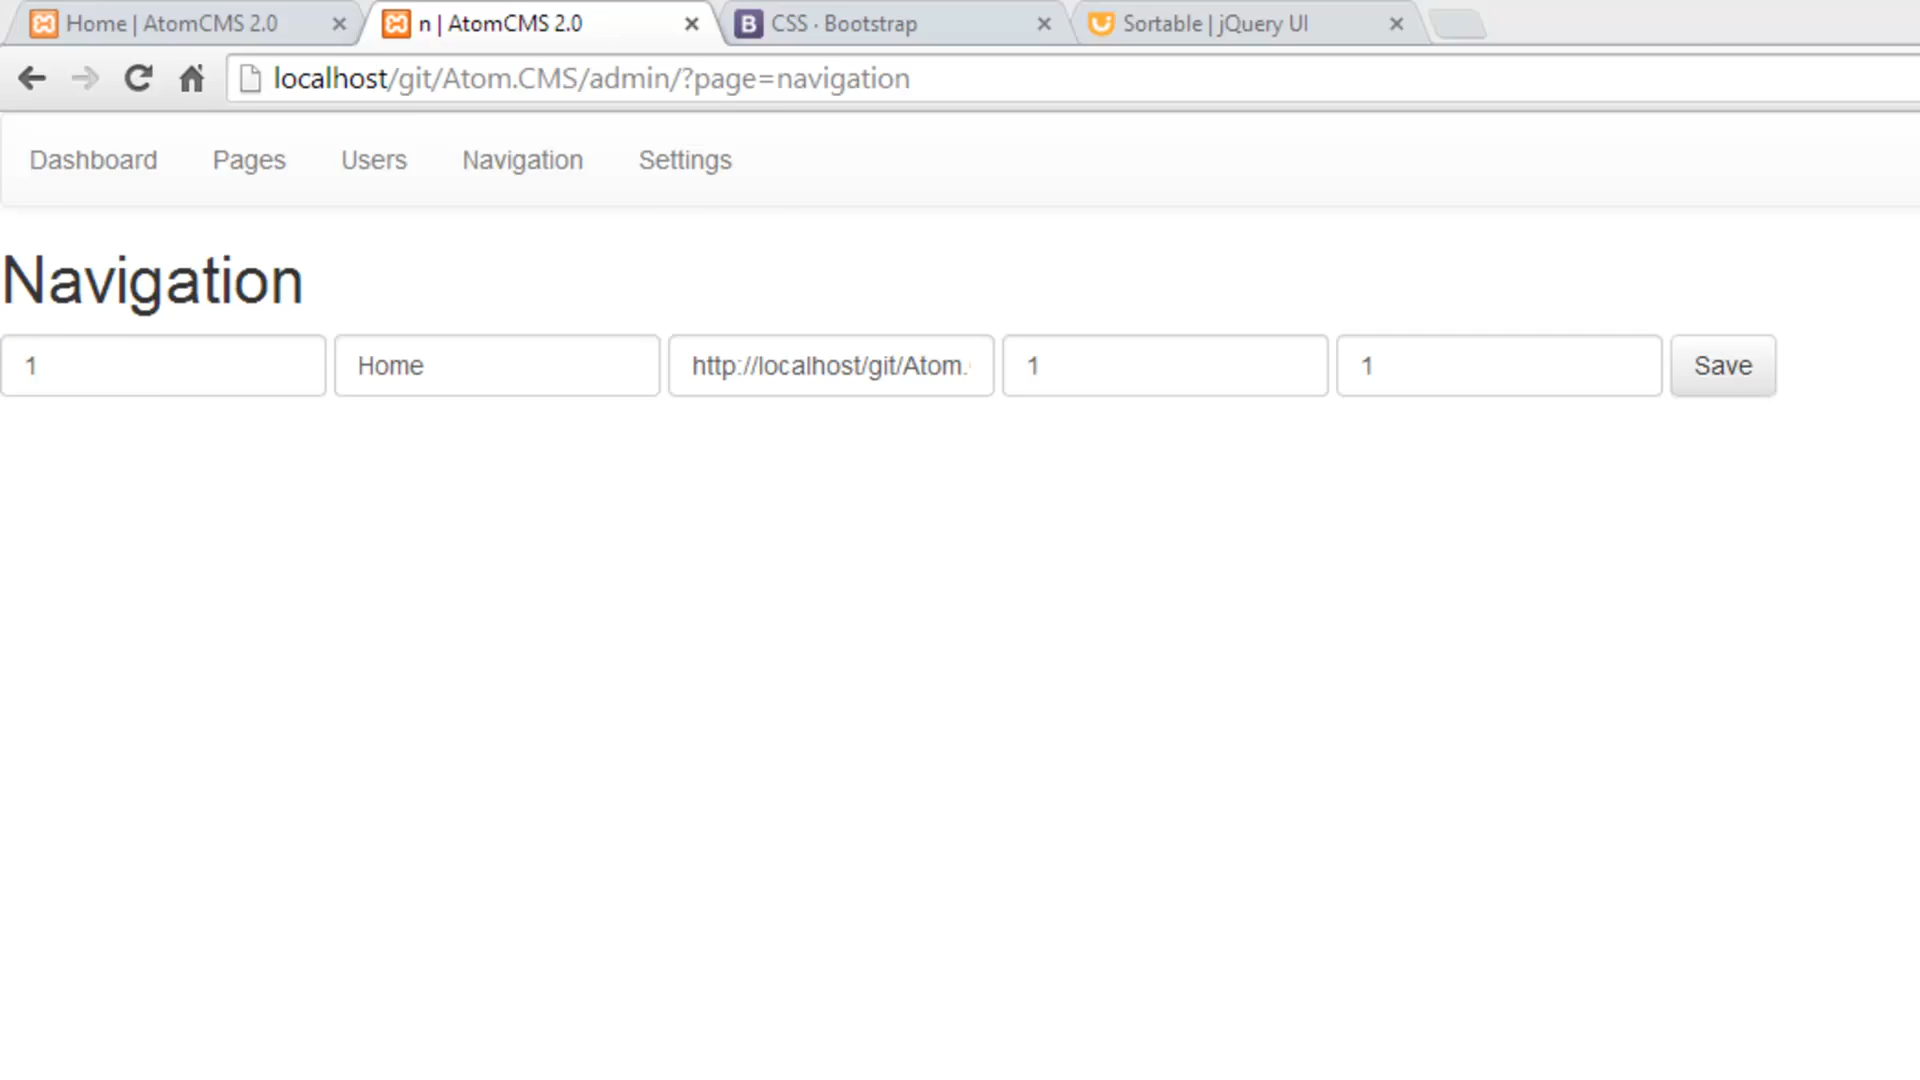 Home | AtomCMS 2.0
n | AtomCMS 2.0
CSS · Bootstrap
Sortable | jQuery UI
localhost/git/Atom.CMS/admin/?page=navigation
Dashboard Pages Users Navigation Settings
Navigation
1 Home http://localhost/git/Atom. 1 1 Save